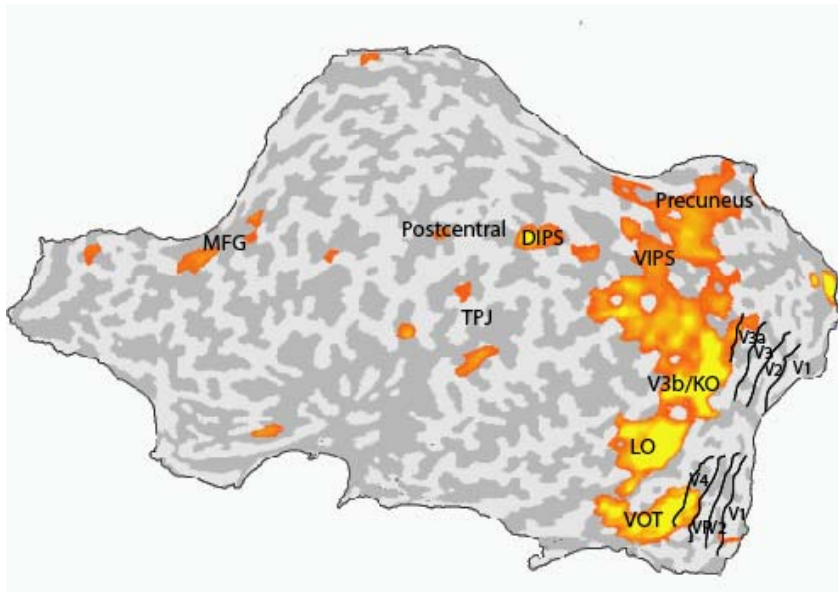 Precuneus
MFG
Postcentral
DIPS
VIPS
TPJ
V3a
V3
V2
V1
V3b/KO
LO
V4
VOT
VP
V2
V1